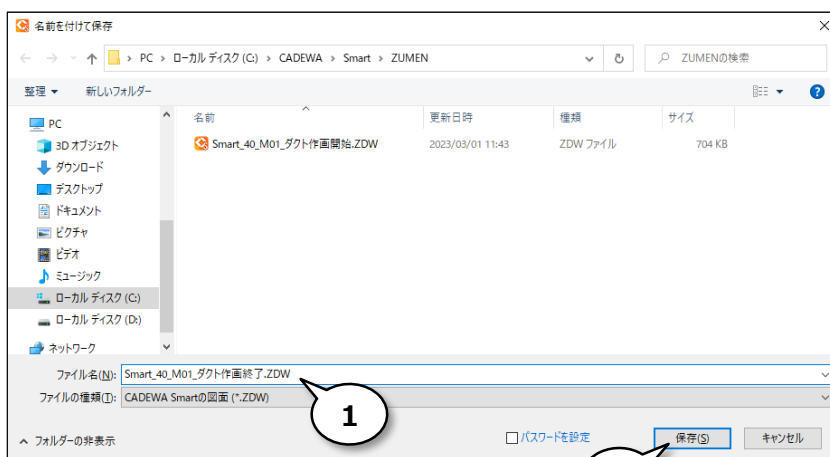 名前を付けて保存
PC › ローカル ディスク (C:) › CADEWA › Smart › ZUMEN
ZUMENの検索
整理 新しいフォルダー
名前 更新日時 種類 サイズ
Smart_40_M01_ダクト作画開始.ZDW 2023/03/01 11:43 ZDW ファイル 704 KB
PC
3D オブジェクト
ダウンロード
デスクトップ
ドキュメント
ピクチャ
ビデオ
ミュージック
ローカル ディスク (C:)
ローカル ディスク (D:)
ネットワーク
ファイル名(N): Smart_40_M01_ダクト作画終了.ZDW
ファイルの種類(T): CADEWA Smartの図面 (*.ZDW)
1
フォルダーの非表示
パスワードを設定
保存(S)
キャンセル